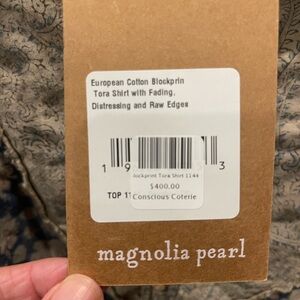 European Cotton Blockprin
Tora Shirt with Fading,
Distressing and Raw Edges
1 9 3
lockprint Tora Shirt 1144
$400.00
TOP 11
Conscious Coterie
magnolia pearl